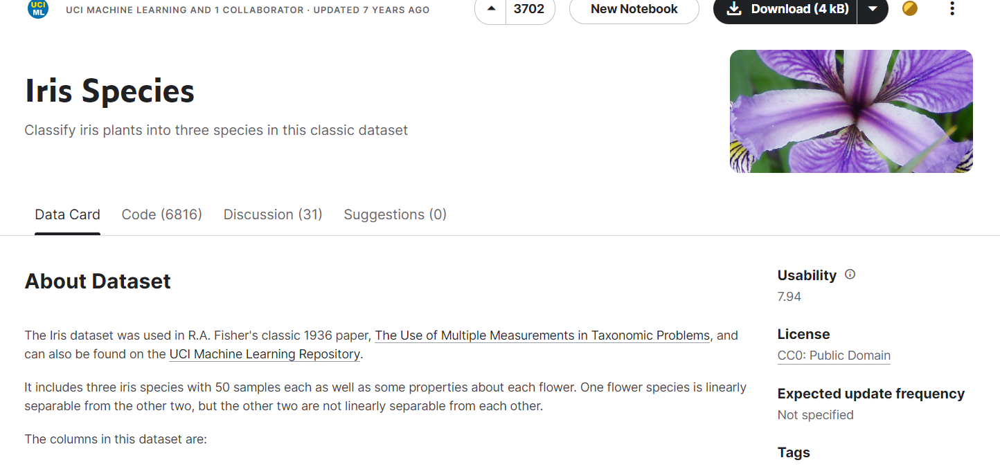 UCI
ML
UCI MACHINE LEARNING AND 1 COLLABORATOR · UPDATED 7 YEARS AGO
3702
New Notebook
Download (4 kB)
Iris Species
Classify iris plants into three species in this classic dataset
Data Card
Code (6816)
Discussion (31)
Suggestions (0)
About Dataset
The Iris dataset was used in R.A. Fisher's classic 1936 paper, The Use of Multiple Measurements in Taxonomic Problems, and
can also be found on the UCI Machine Learning Repository.
It includes three iris species with 50 samples each as well as some properties about each flower. One flower species is linearly
separable from the other two, but the other two are not linearly separable from each other.
The columns in this dataset are:
Usability
7.94
License
CC0: Public Domain
Expected update frequency
Not specified
Tags